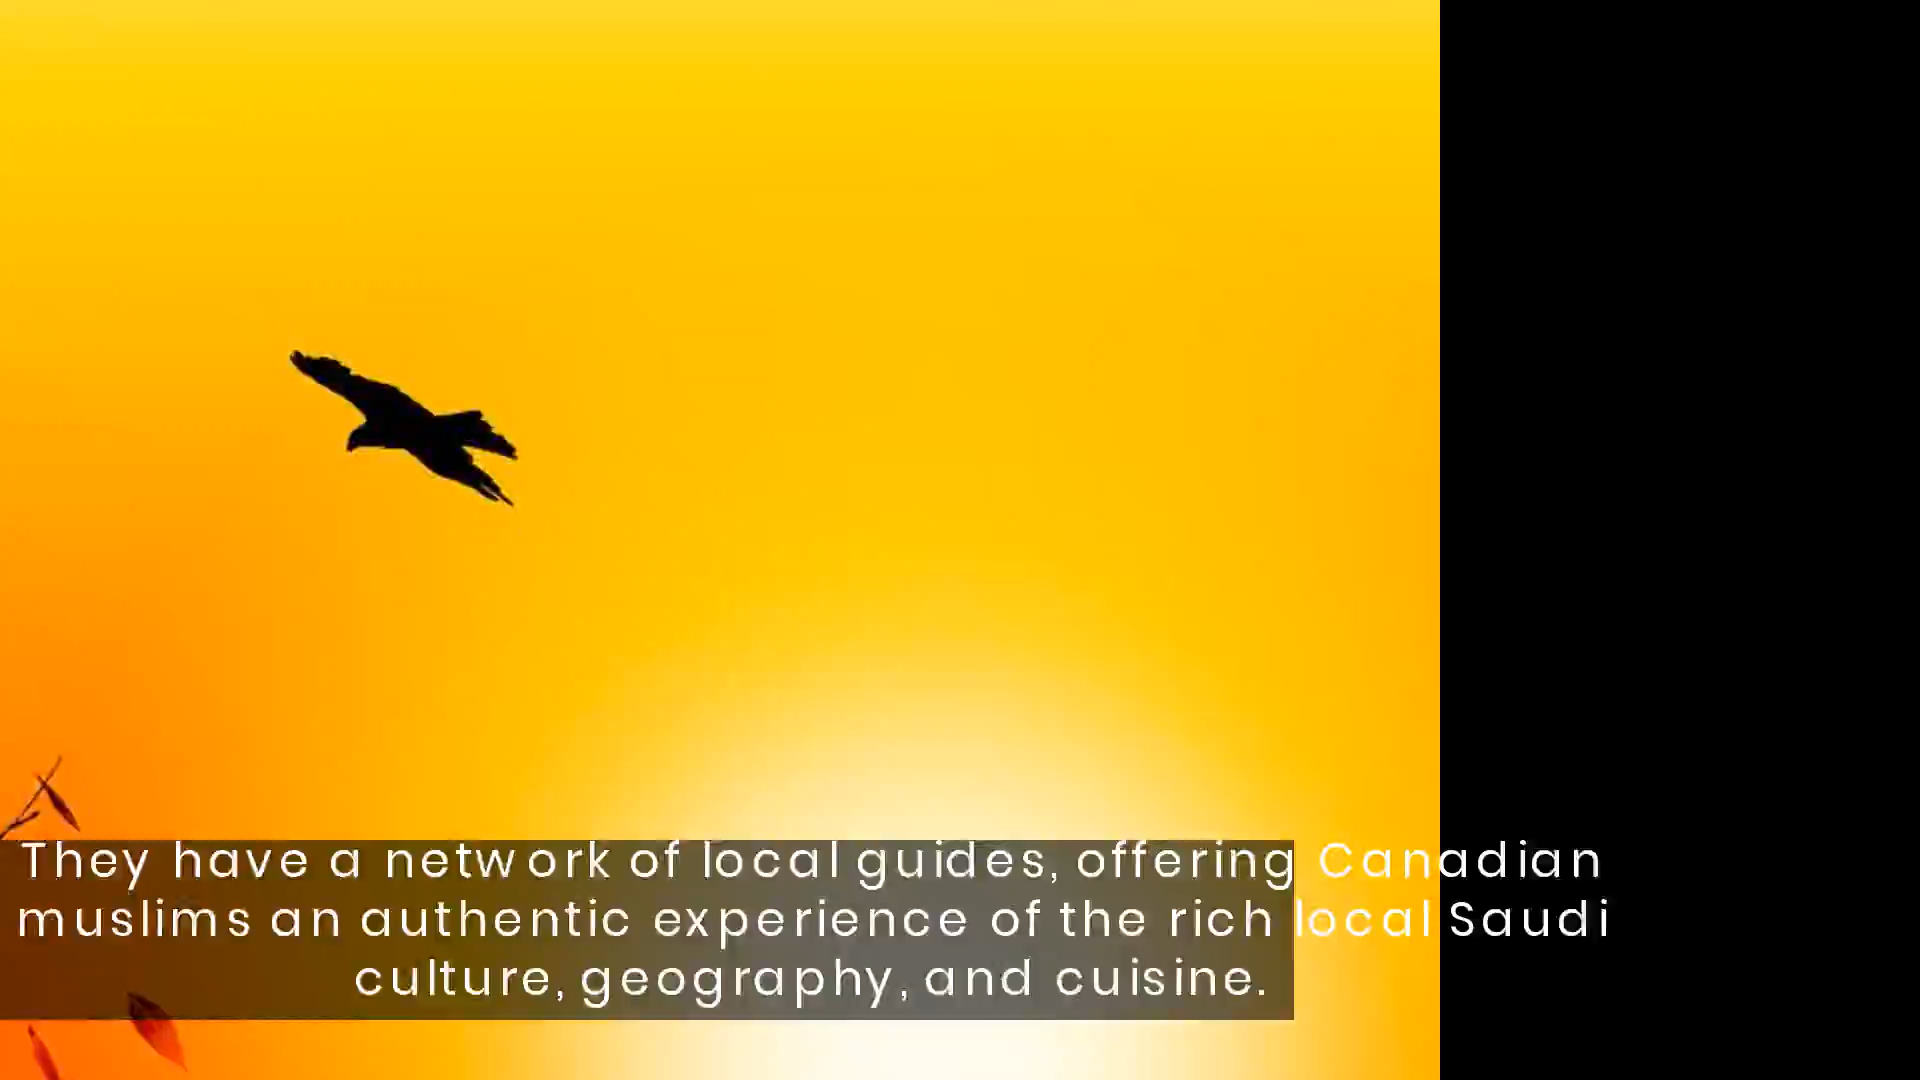 They have a network of local guides, offering Canadian
muslims an authentic experience of the rich local Saudi
culture, geography, and cuisine.